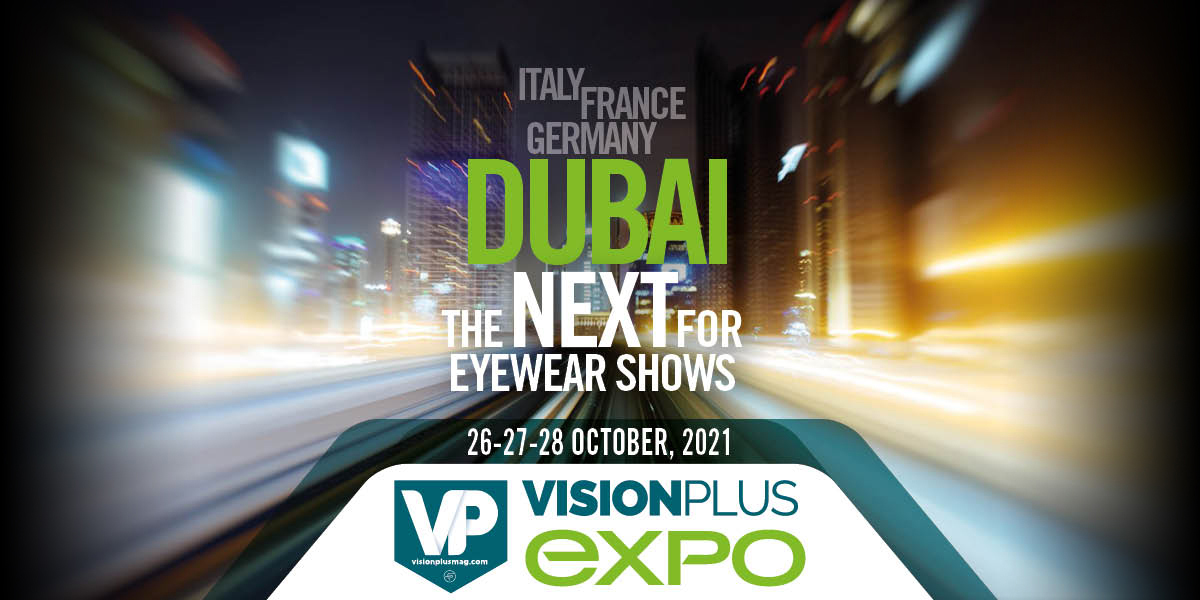 ITALY
FRANCE
GERMANY
DUBAI
THE NEXT FOR
EYEWEAR SHOWS
26-27-28 OCTOBER, 2021
VP
visionplusmag.com
VISIONPLUS
expo